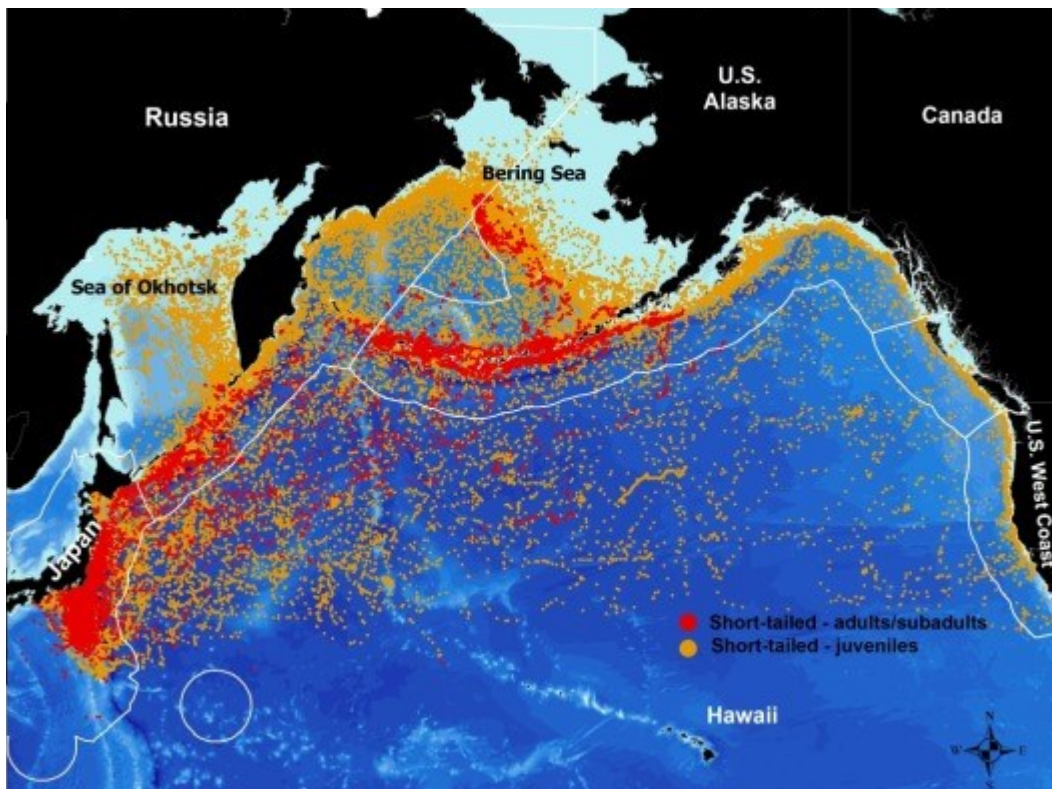 Russia
U.S.
Alaska
Canada
Bering Sea
Sea of Okhotsk
Japan
U.S. West Coast
Short-tailed - adults/subadults
Short-tailed - juveniles
Hawaii
N
W
E
S